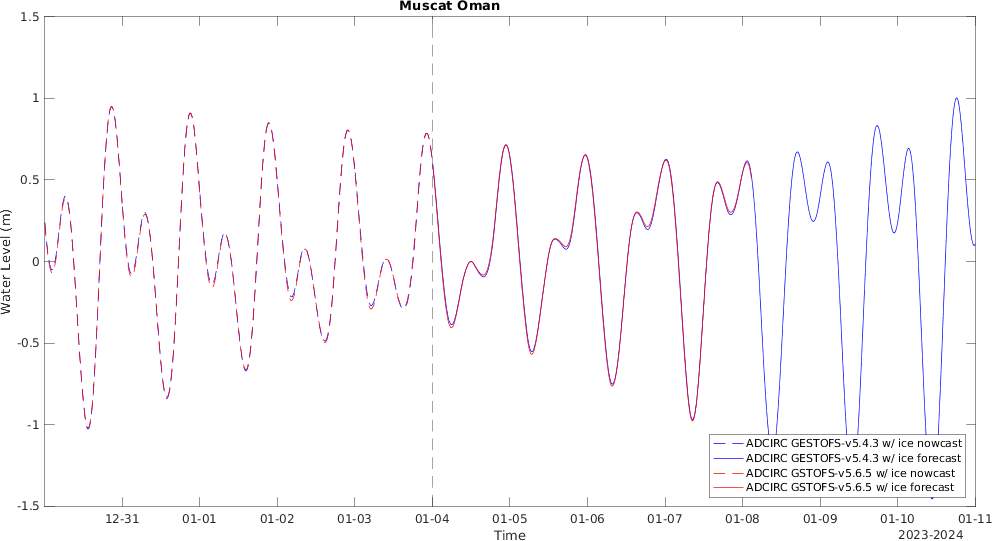 Muscat Oman
1.5
1
0.5
0
-0.5
-1
-1.5
Water Level (m)
12-31
01-01
01-02
01-03
01-04
01-05
01-06
01-07
01-08
01-09
01-10
01-11
Time
2023-2024
ADCIRC GESTOFS-v5.4.3 w/ ice nowcast
ADCIRC GESTOFS-v5.4.3 w/ ice forecast
ADCIRC GSTOFS-v5.6.5 w/ ice nowcast
ADCIRC GSTOFS-v5.6.5 w/ ice forecast